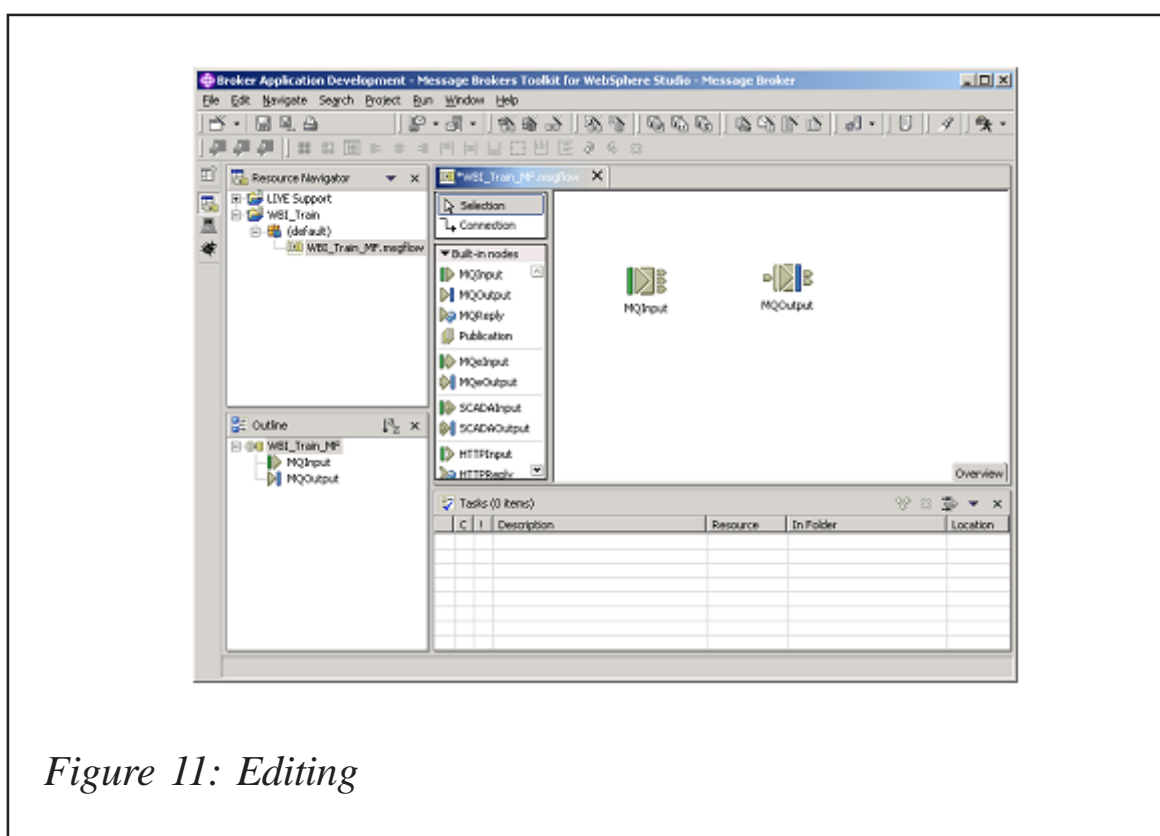 Broker Application Development - Message Brokers Toolkit for WebSphere Studio - Message Broker
File Edit Navigate Search Project Run Window Help
Resource Navigator
LIVE Support
WBI_Train
(default)
WBI_Train_MF.msgflow
*WBI_Train_MF.msgflow
Selection
Connection
Built-in nodes
MQInput
MQOutput
MQReply
Publication
MQeInput
MQeOutput
SCADAInput
SCADAOutput
HTTPInput
HTTPReply
MQInput
MQOutput
Overview
Outline
WBI_Train_MF
MQInput
MQOutput
Tasks (0 items)
C ! Description Resource In Folder Location
Figure 11: Editing